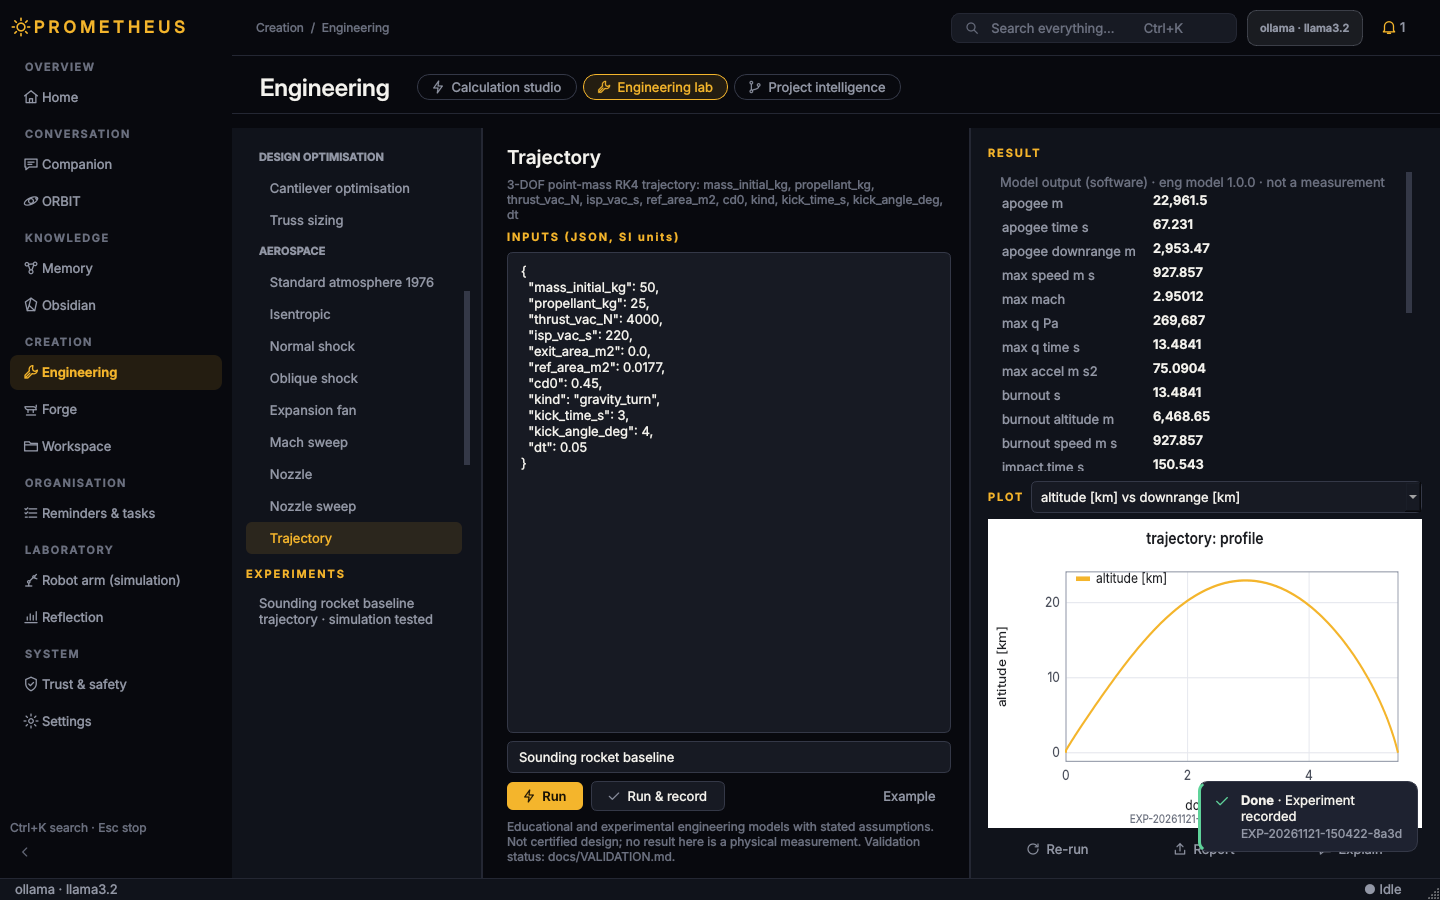 PROMETHEUS
Creation / Engineering
Search everything... Ctrl+K
ollama · llama3.2
1
OVERVIEW
Home
CONVERSATION
Companion
ORBIT
KNOWLEDGE
Memory
Obsidian
CREATION
Engineering
Forge
Workspace
ORGANISATION
Reminders & tasks
LABORATORY
Robot arm (simulation)
Reflection
SYSTEM
Trust & safety
Settings
Ctrl+K search · Esc stop
Engineering
Calculation studio
Engineering lab
Project intelligence
DESIGN OPTIMISATION
Cantilever optimisation
Truss sizing
AEROSPACE
Standard atmosphere 1976
Isentropic
Normal shock
Oblique shock
Expansion fan
Mach sweep
Nozzle
Nozzle sweep
Trajectory
EXPERIMENTS
Sounding rocket baseline
trajectory · simulation tested
Trajectory
3-DOF point-mass RK4 trajectory: mass_initial_kg, propellant_kg,
thrust_vac_N, isp_vac_s, ref_area_m2, cd0, kind, kick_time_s, kick_angle_deg,
dt
INPUTS (JSON, SI units)
{
"mass_initial_kg": 50,
"propellant_kg": 25,
"thrust_vac_N": 4000,
"isp_vac_s": 220,
"exit_area_m2": 0.0,
"ref_area_m2": 0.0177,
"cd0": 0.45,
"kind": "gravity_turn",
"kick_time_s": 3,
"kick_angle_deg": 4,
"dt": 0.05
}
Sounding rocket baseline
Run
Run & record
Example
Educational and experimental engineering models with stated assumptions.
Not certified design; no result here is a physical measurement. Validation
status: docs/VALIDATION.md.
RESULT
Model output (software) · eng model 1.0.0 · not a measurement
apogee m 22,961.5
apogee time s 67.231
apogee downrange m 2,953.47
max speed m s 927.857
max mach 2.95012
max q Pa 269,687
max q time s 13.4841
max accel m s2 75.0904
burnout s 13.4841
burnout altitude m 6,468.65
burnout speed m s 927.857
impact time s 150.543
PLOT
altitude [km] vs downrange [km]
trajectory: profile
altitude [km]
altitude [km]
20
10
0
0 2 4
EXP-20261121-
Done · Experiment
recorded
EXP-20261121-150422-8a3d
Re-run
Report
Explain
ollama · llama3.2
Idle